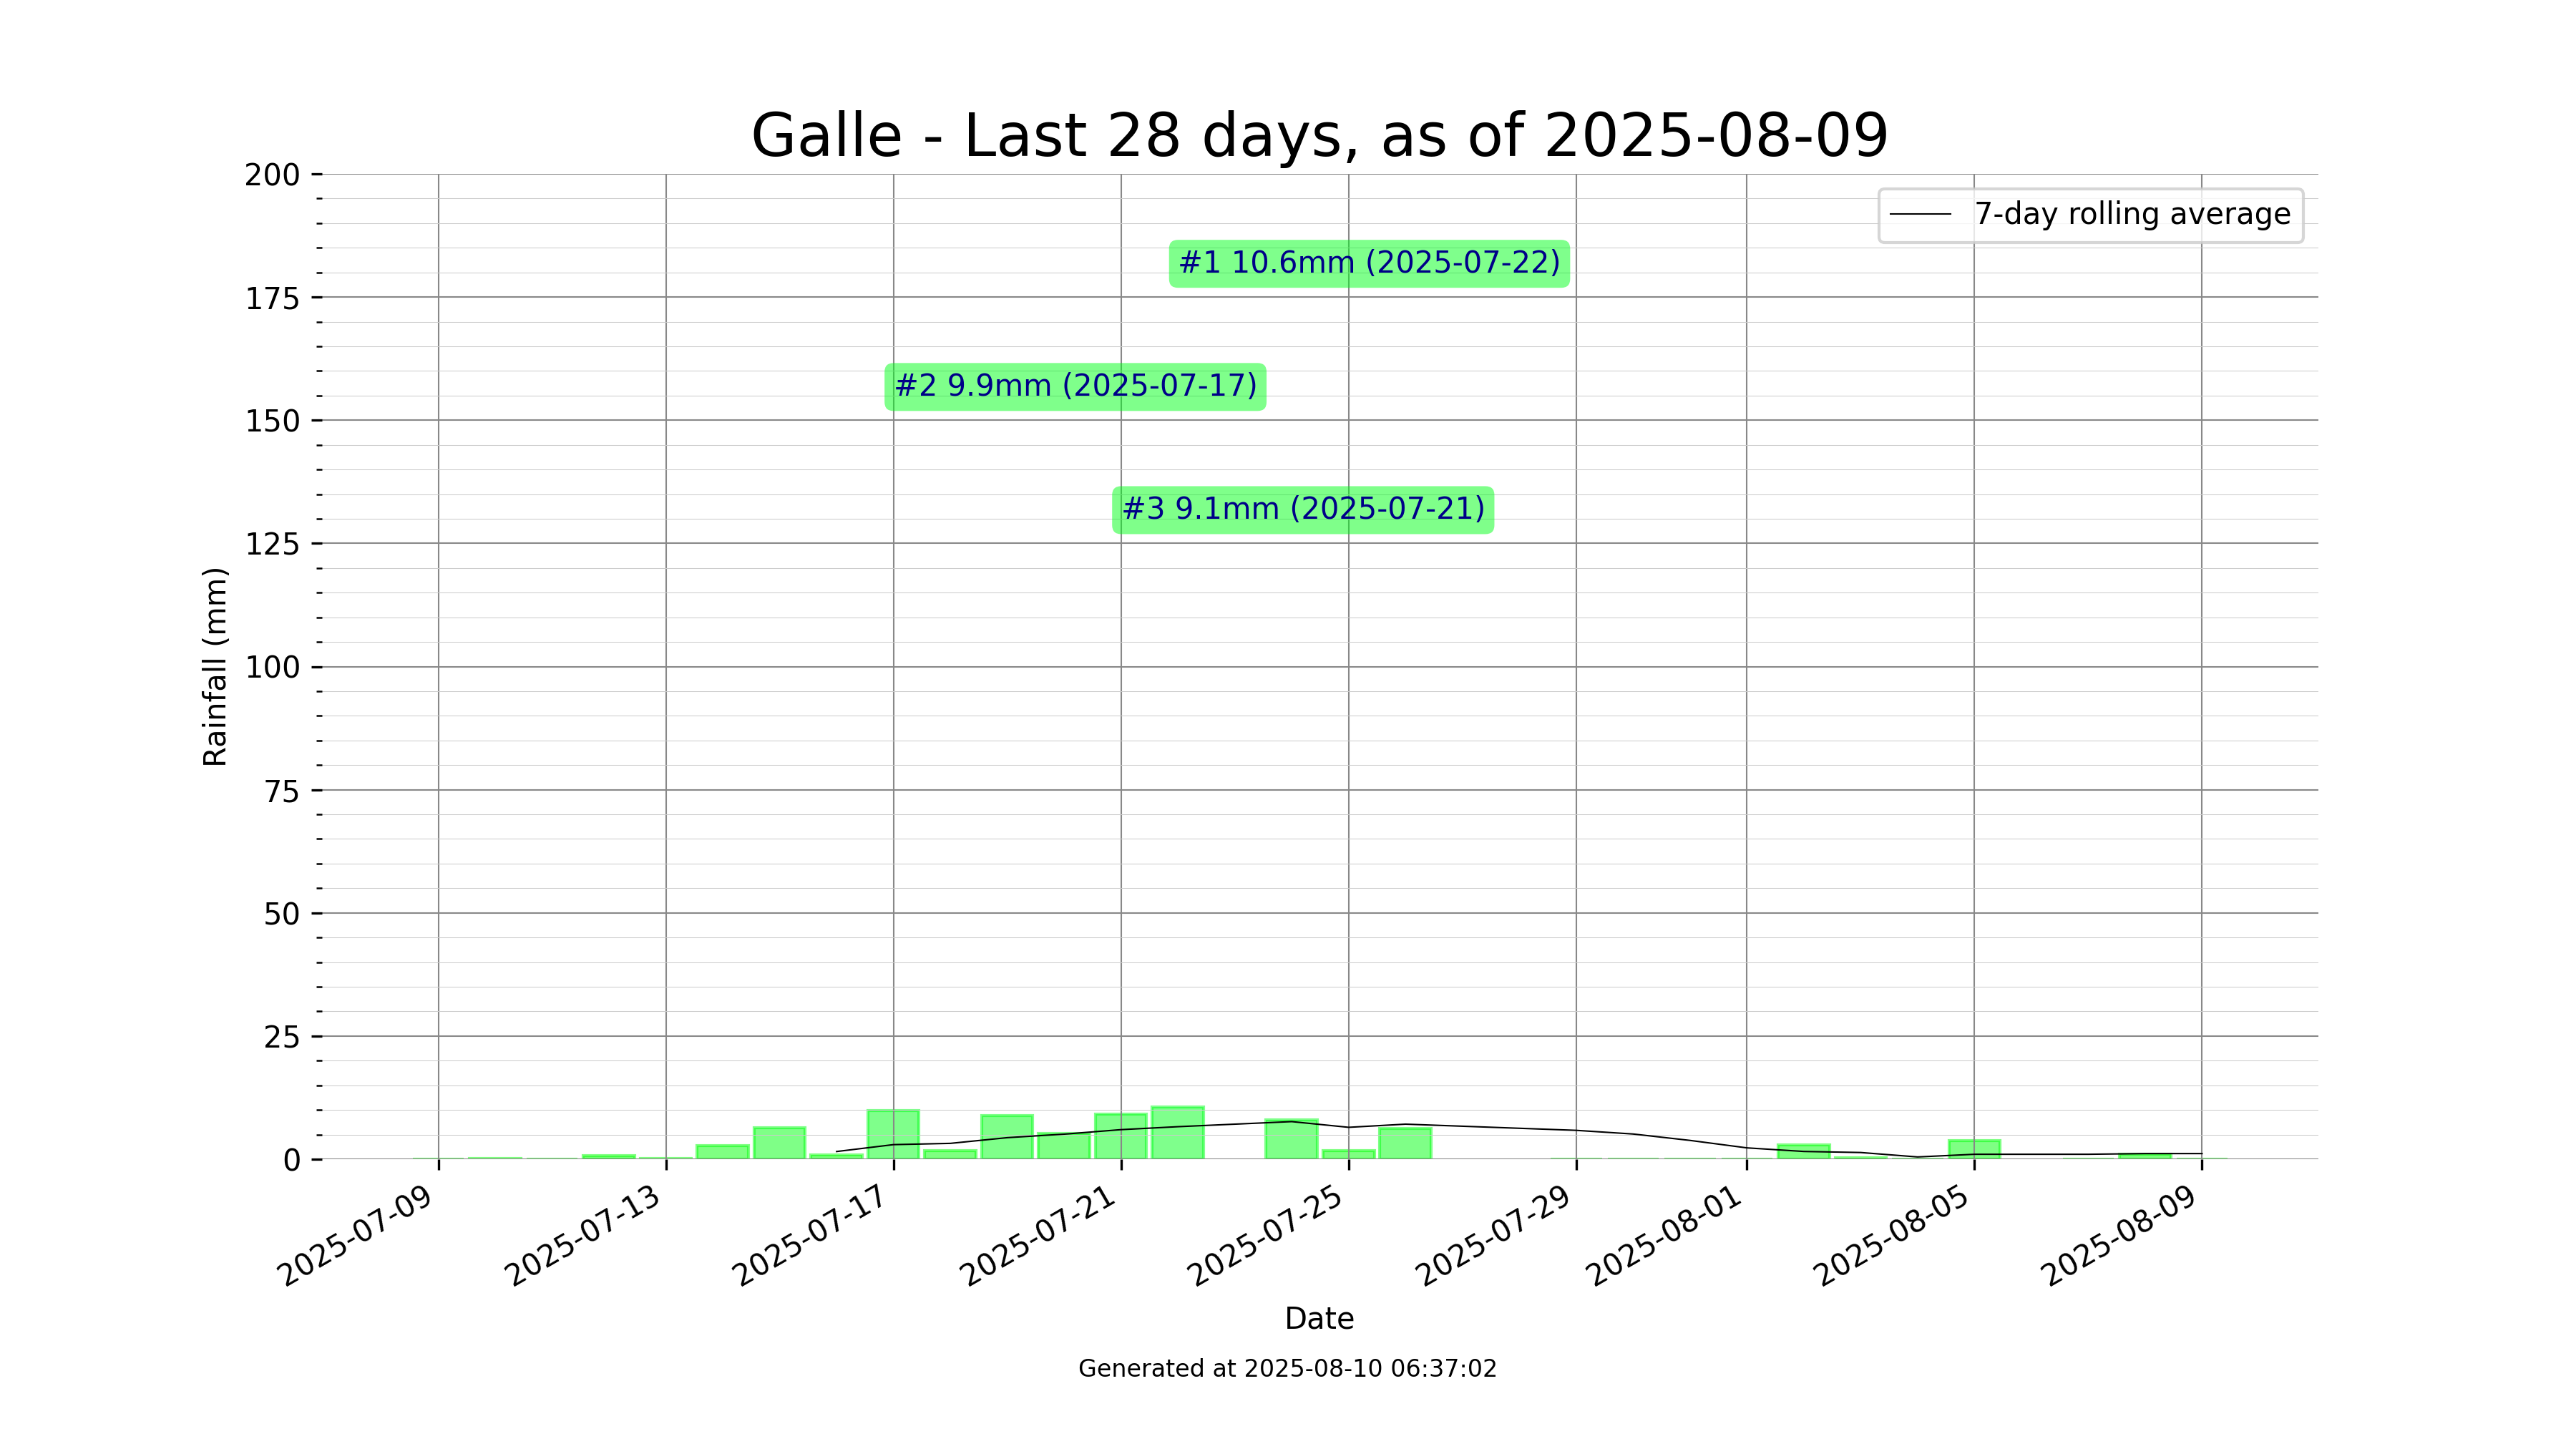 Galle - Last 28 days, as of 2025-08-09
7-day rolling average
#1 10.6mm (2025-07-22)
#2 9.9mm (2025-07-17)
#3 9.1mm (2025-07-21)
Rainfall (mm)
200
175
150
125
100
75
50
25
0
2025-07-09
2025-07-13
2025-07-17
2025-07-21
2025-07-25
2025-07-29
2025-08-01
2025-08-05
2025-08-09
Date
Generated at 2025-08-10 06:37:02